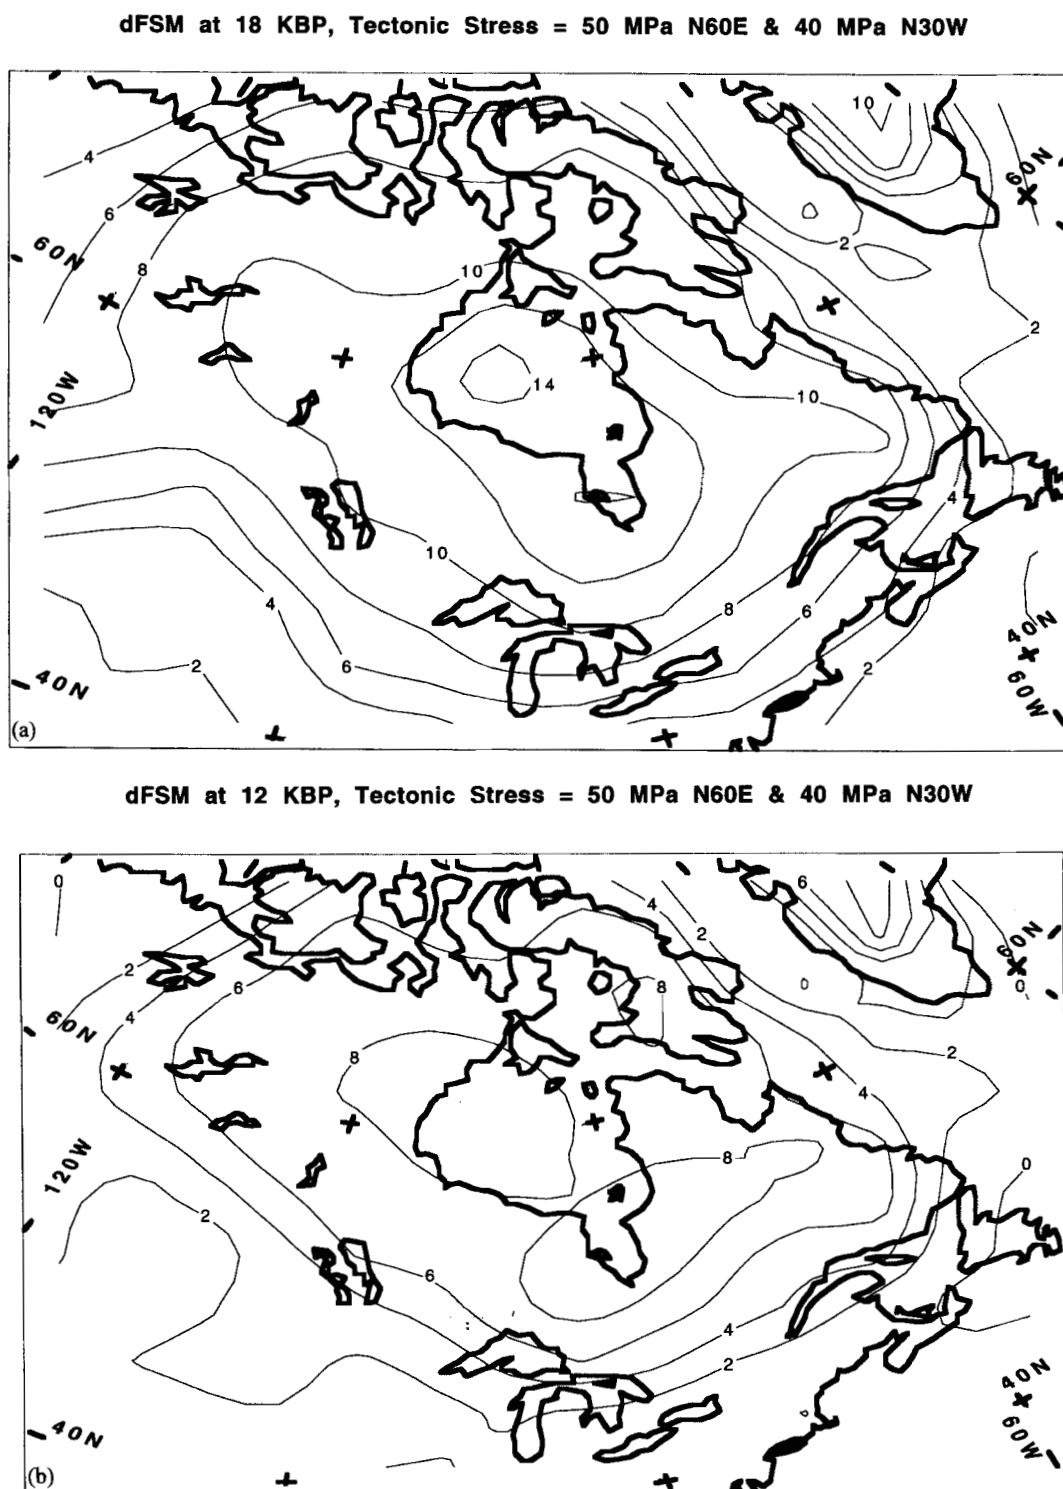 dFSM at 18 KBP, Tectonic Stress = 50 MPa N60E & 40 MPa N30W
10
4
60N
6
2
60N
8
10
2
14
120W
10
4
10
4
8
6
40N
6
2
2
40N
60W
(a)
dFSM at 12 KBP, Tectonic Stress = 50 MPa N60E & 40 MPa N30W
0
6
4
2
60N
2
6
8
0
0
4
60N
8
2
4
120W
8
0
2
6
4
2
40N
60W
40N
(b)